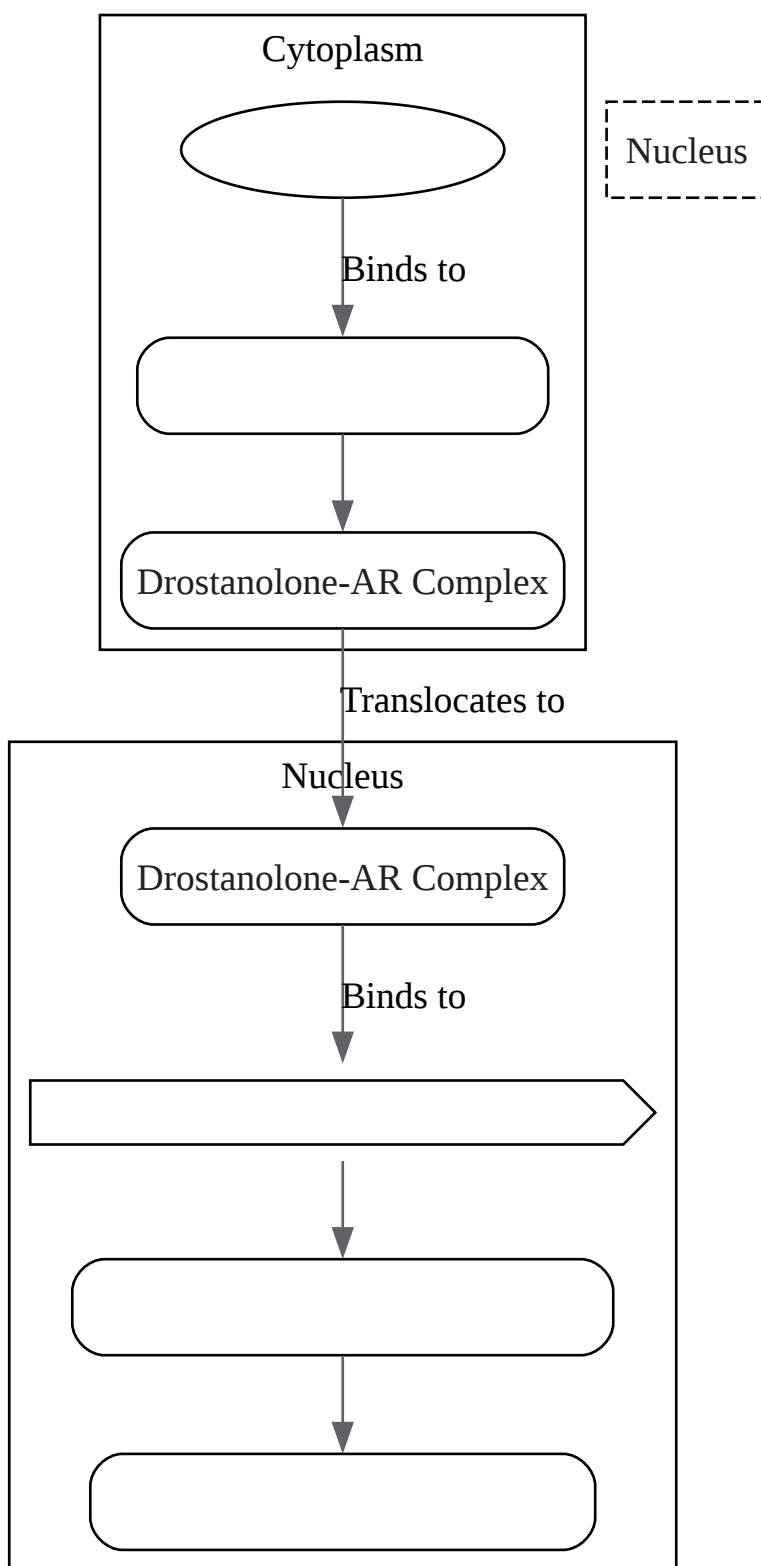 Cytoplasm
Nucleus
Binds to
Drostanolone-AR Complex
Translocates to
Nucleus
Drostanolone-AR Complex
Binds to